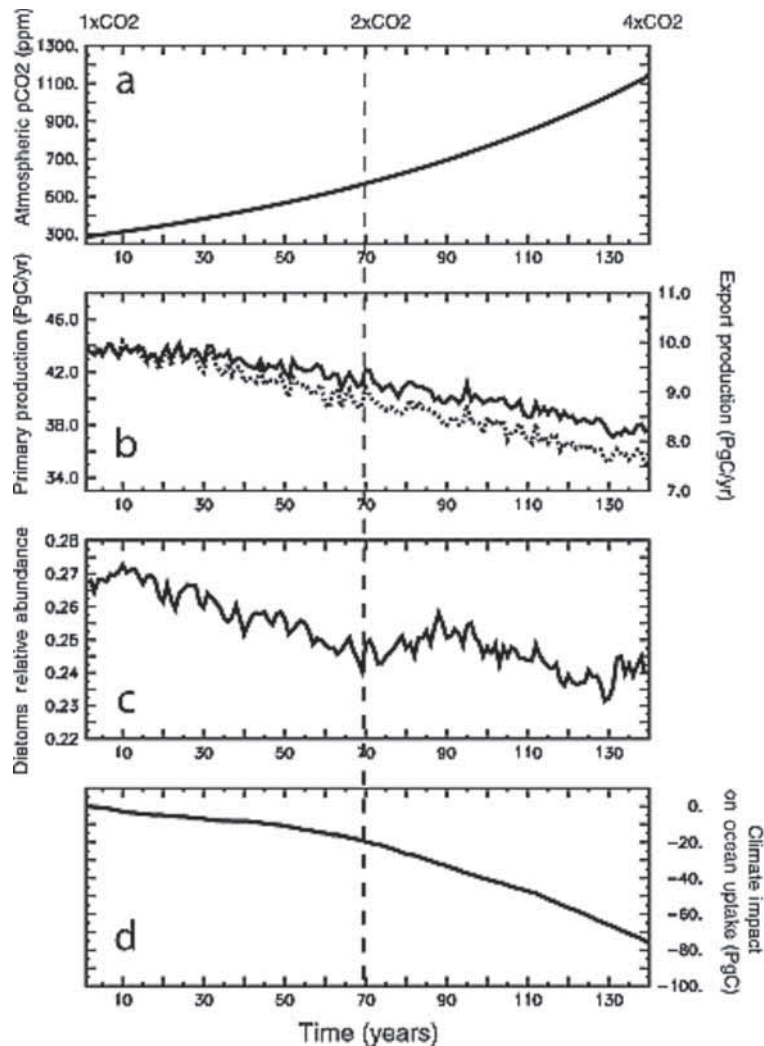 1xCO2 2xCO2 4xCO2
Atmospheric pCO2 (ppm)
1300.
1100.
900.
700.
500.
300.
a
10 30 50 70 90 110 130
Primary production (PgC/yr)
46.0
42.0
38.0
34.0
b
11.0
10.0
9.0
8.0
7.0
Export production (PgC/yr)
10 30 50 70 90 110 130
Diatoms relative abundance
0.28
0.27
0.26
0.25
0.24
0.23
0.22
c
10 30 50 70 90 110 130
d
0.
-20.
-40.
-60.
-80.
-100.
Climate impact
on ocean uptake (PgC)
10 30 50 70 90 110 130
Time (years)